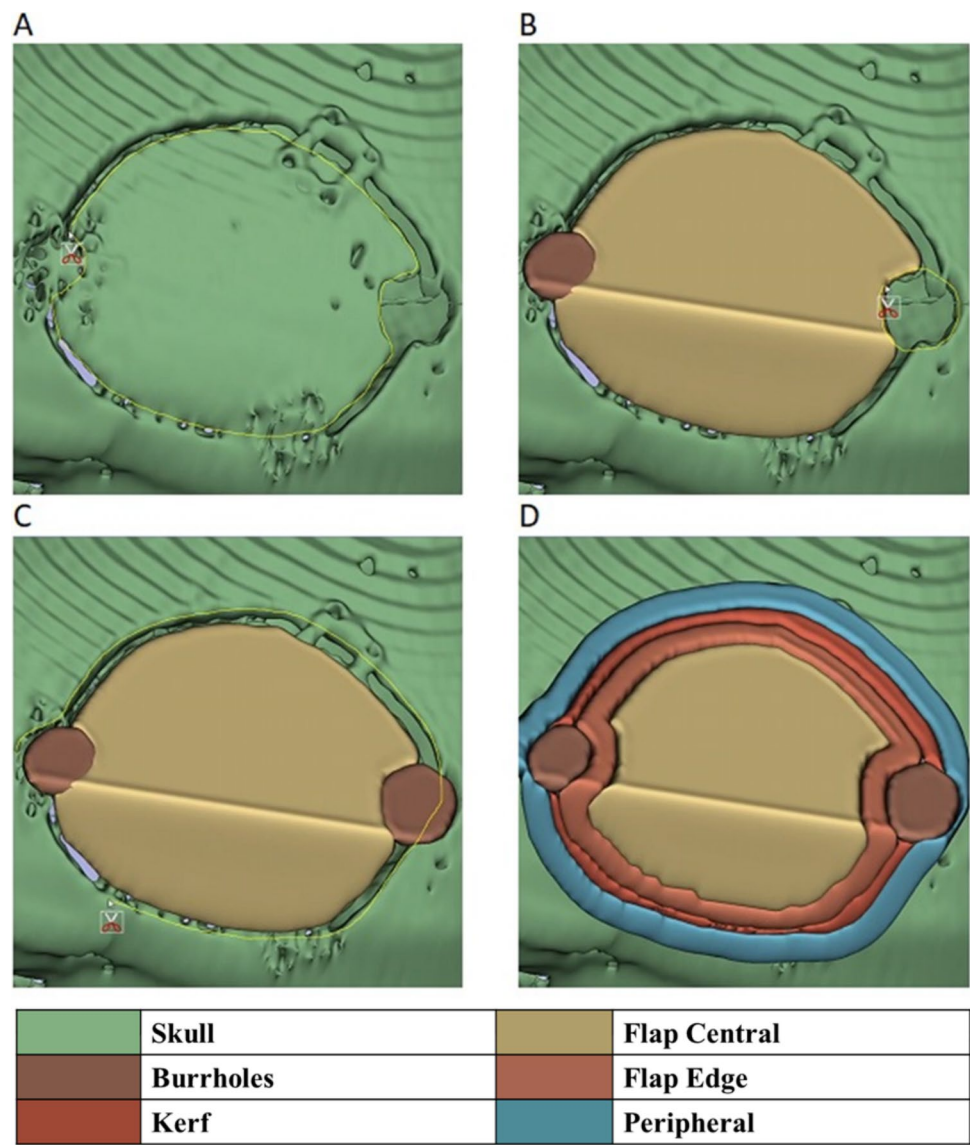 A B
C D
Skull Flap Central
Burrholes Flap Edge
Kerf Peripheral